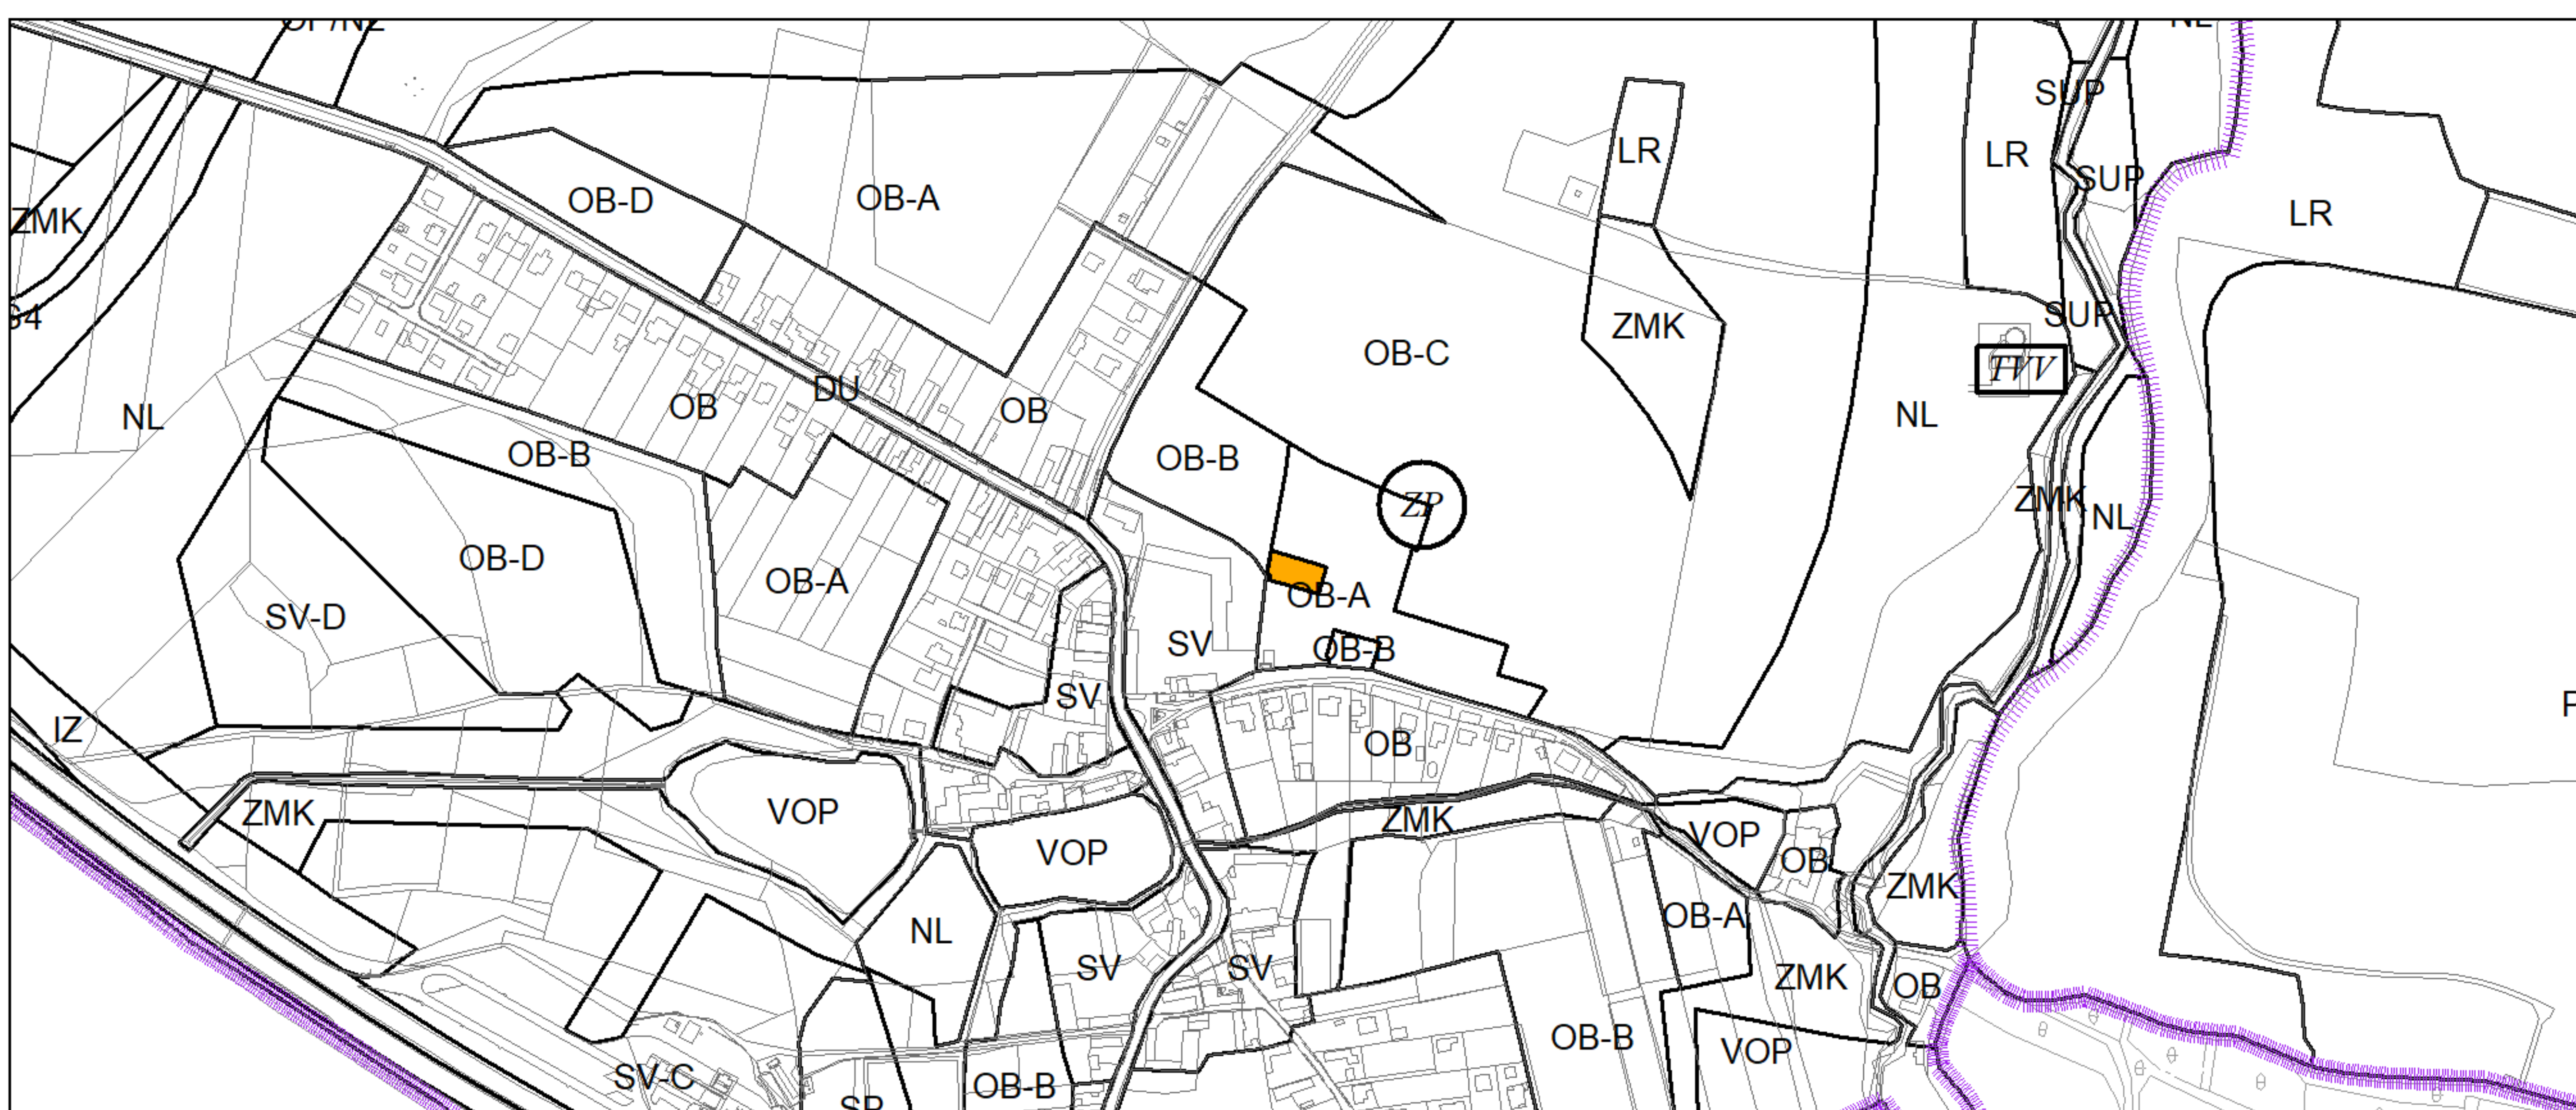 NL
SUP
LR
LR
SUP
OB-D
OB-A
LR
ZMK
SUP
ZMK
OB-C
TVV
DU
OB
OB
NL
NL
OB-B
OB-B
ZMK
NL
ZP
OB-D
OB-A
OB-A
SV-D
SV
OB-B
SV
IZ
OB
ZMK
VOP
ZMK
VOP
VOP
OB
ZMK
NL
OB-A
SV
SV
ZMK
OB
OB-B
VOP
SV-C
OB-B